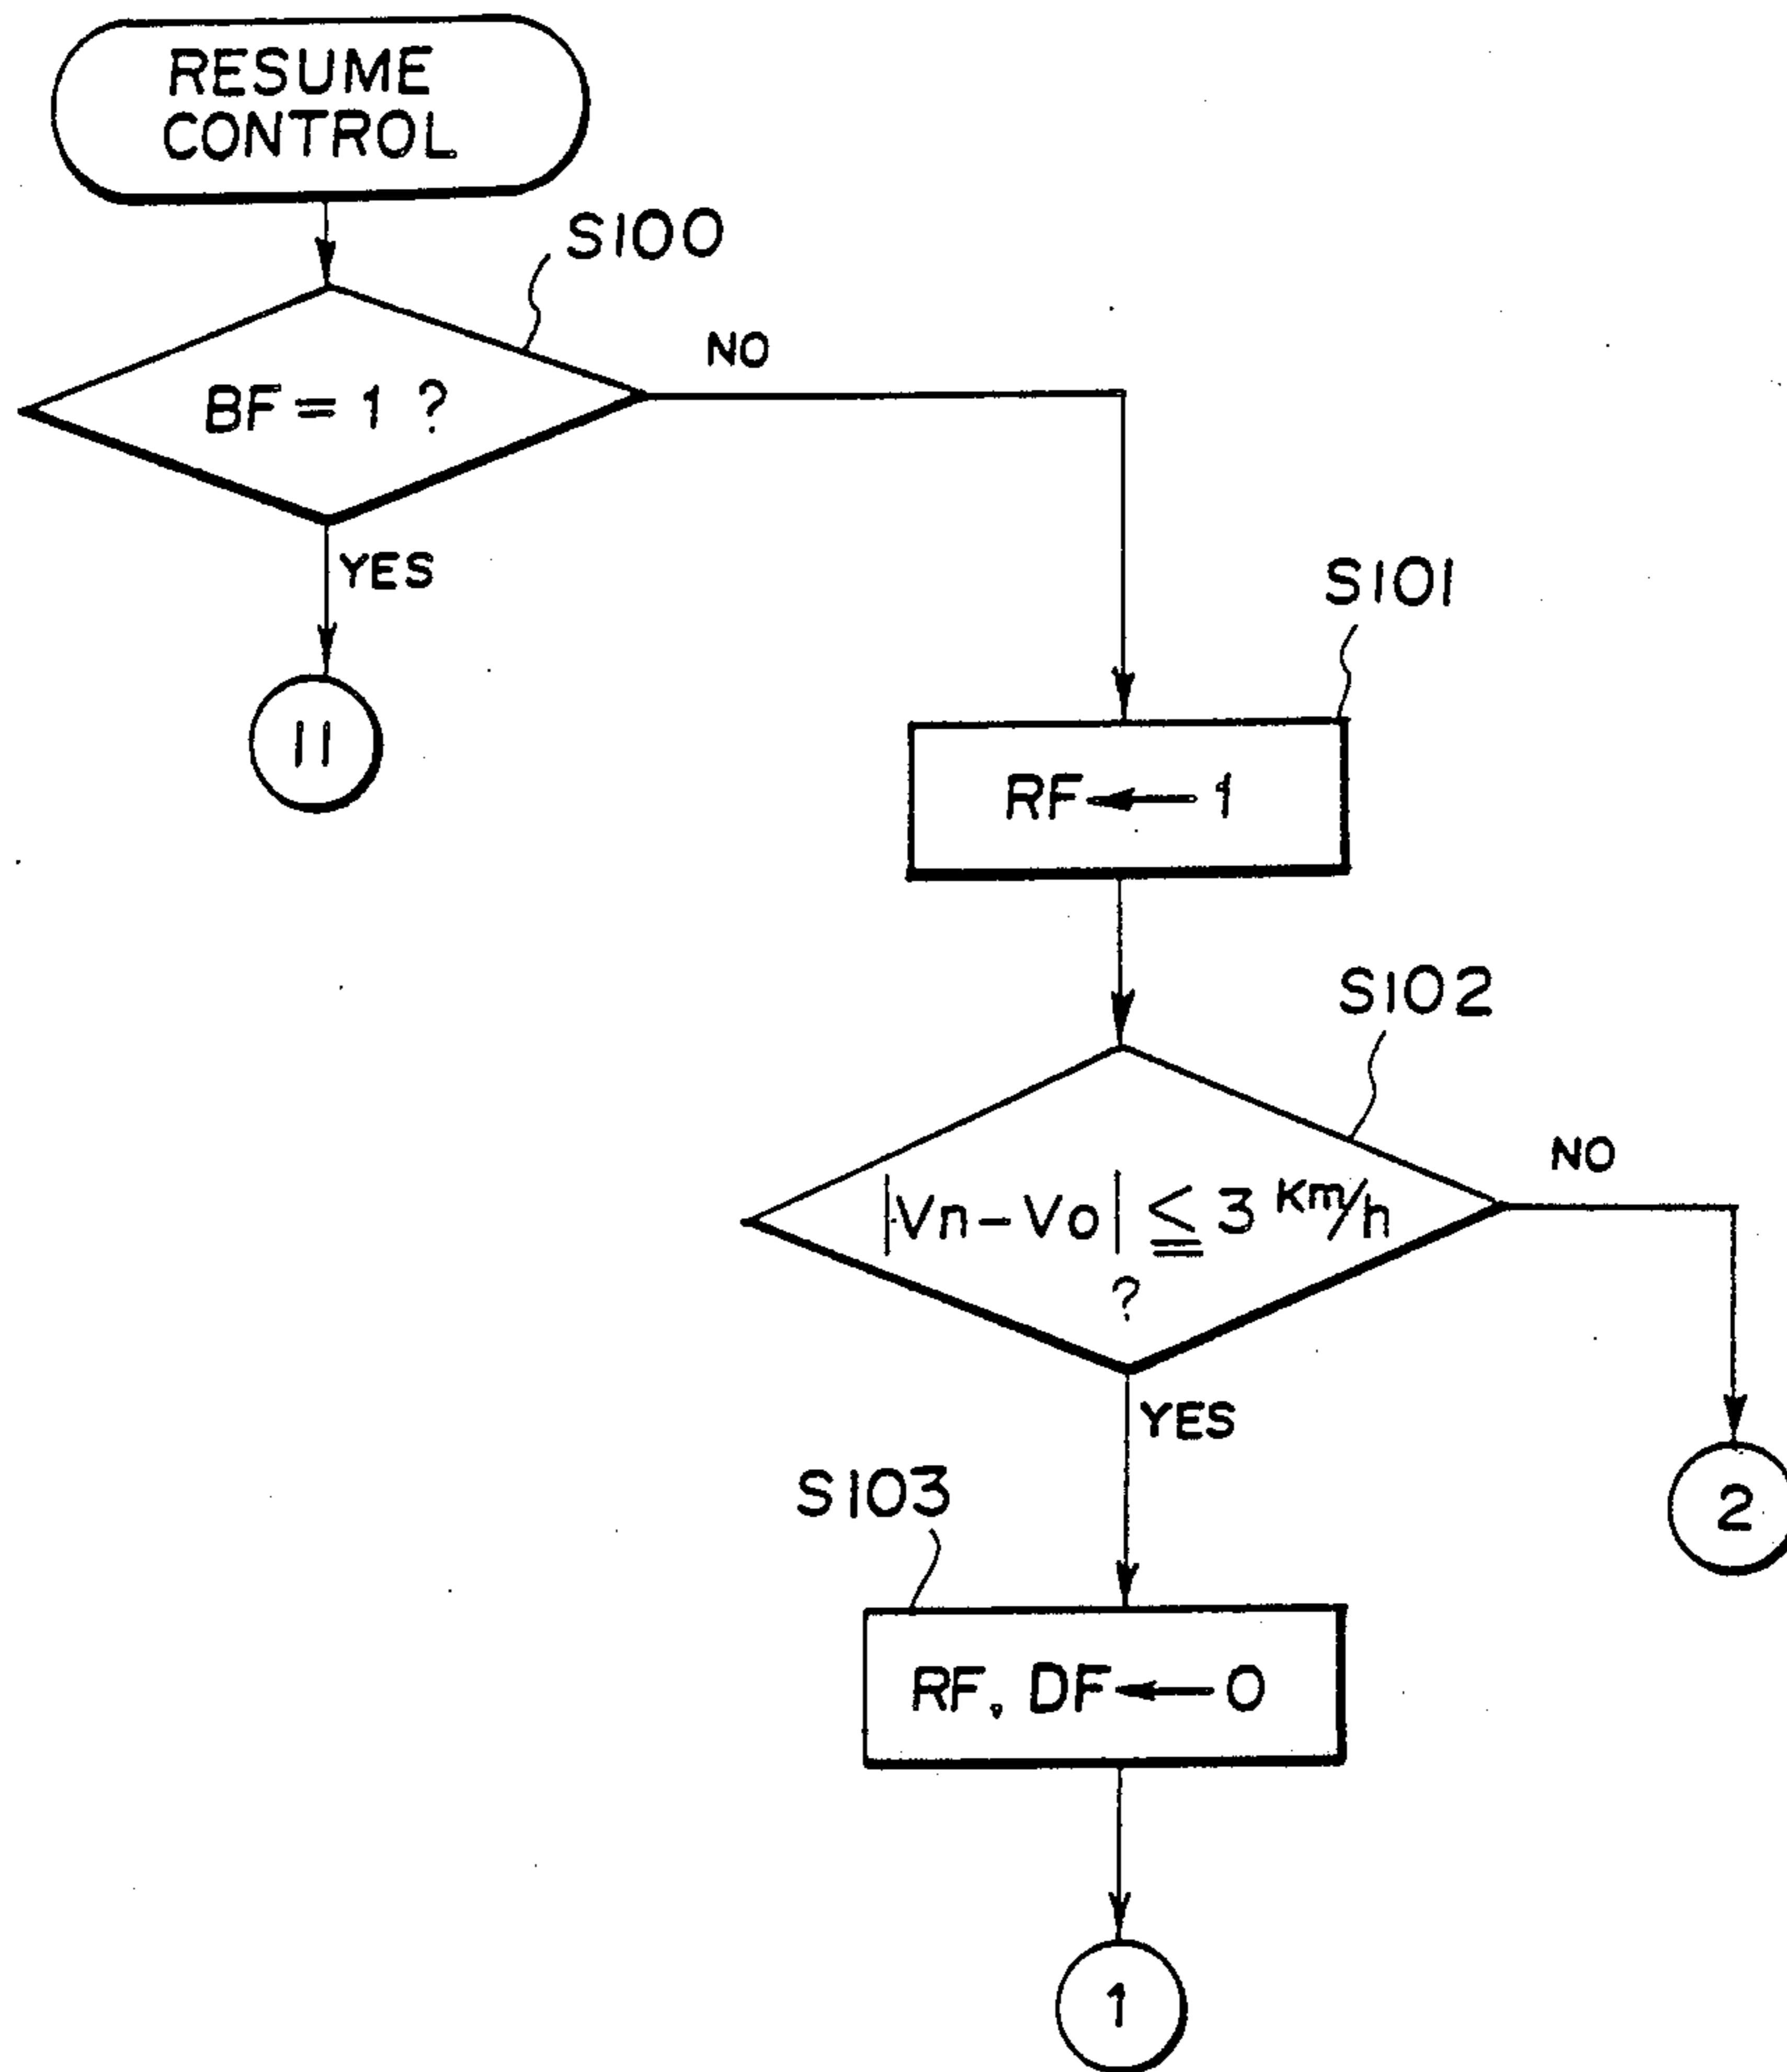 RESUME
CONTROL
S100
NO
BF = 1 ?
YES
11
S101
RF ← 1
S102
NO
|Vn-Vo| ≦ 3 Km/h
?
YES
2
S103
RF, DF ← 0
1